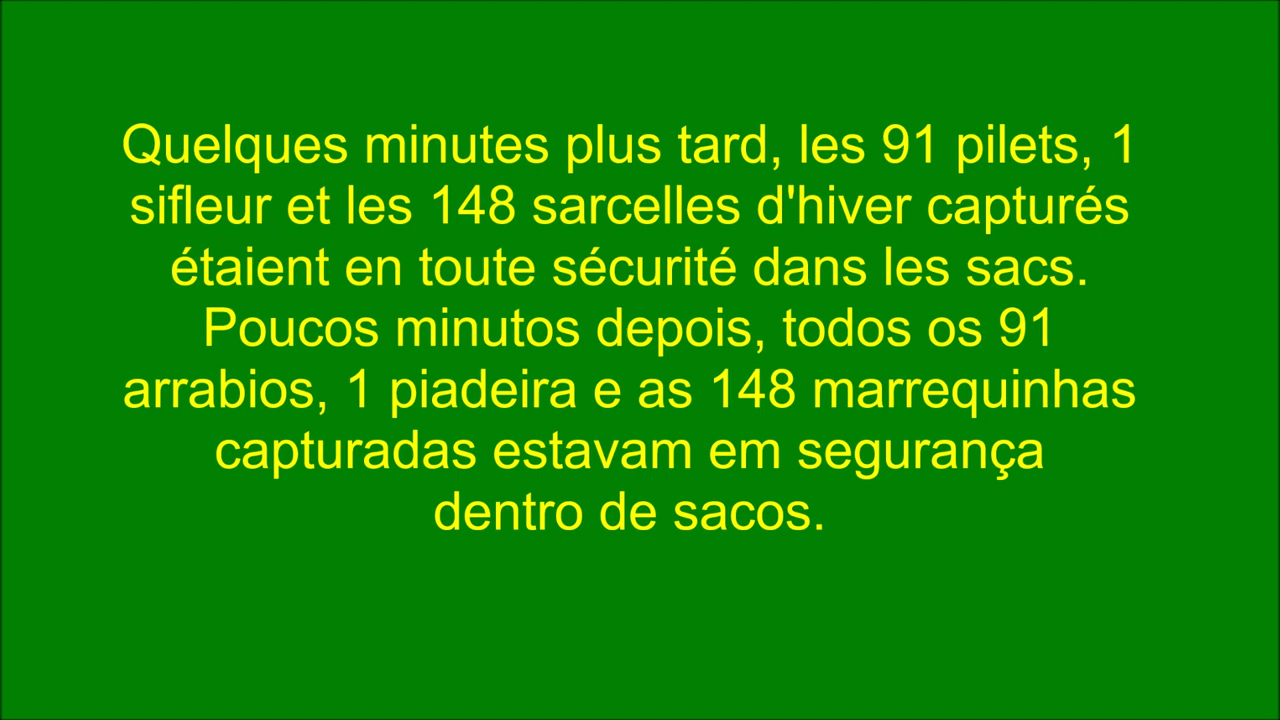 Quelques minutes plus tard, les 91 pilets, 1
sifleur et les 148 sarcelles d'hiver capturés
étaient en toute sécurité dans les sacs.
Poucos minutos depois, todos os 91
arrabios, 1 piadeira e as 148 marrequinhas
capturadas estavam em segurança
dentro de sacos.